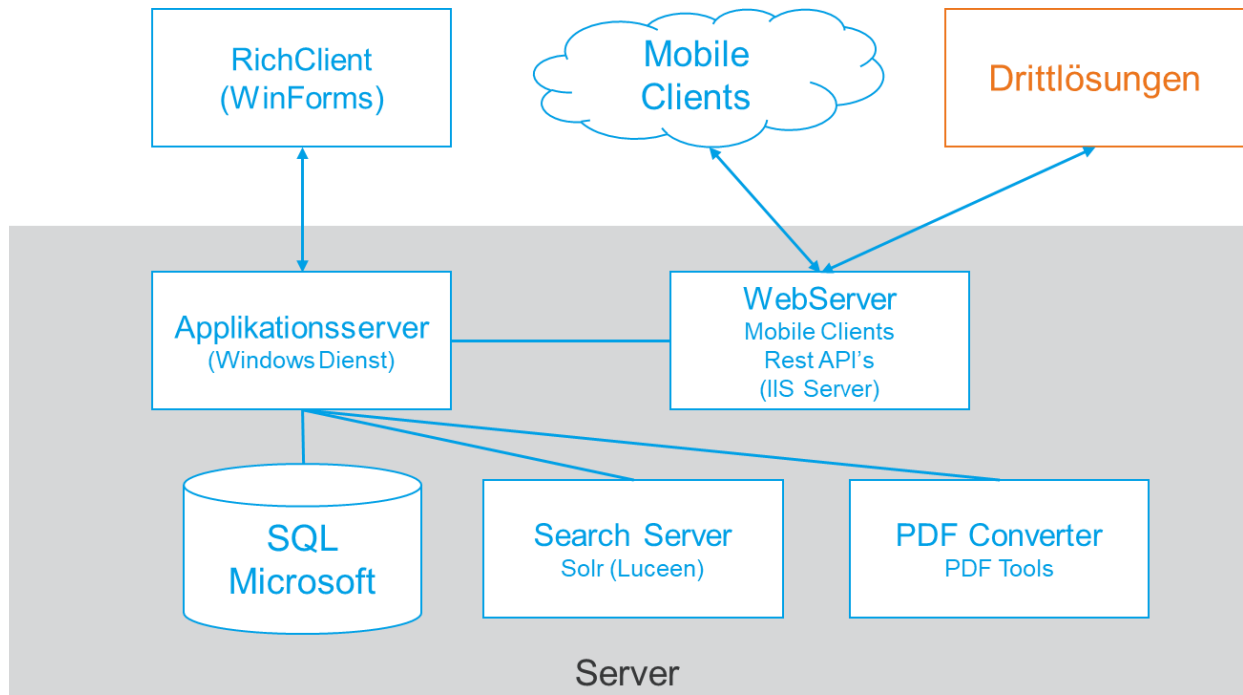 RichClient
(WinForms)
Mobile
Clients
Drittlösungen
Applikationsserver
(Windows Dienst)
WebServer
Mobile Clients
Rest API's
(IIS Server)
SQL
Microsoft
Search Server
Solr (Luceen)
PDF Converter
PDF Tools
Server